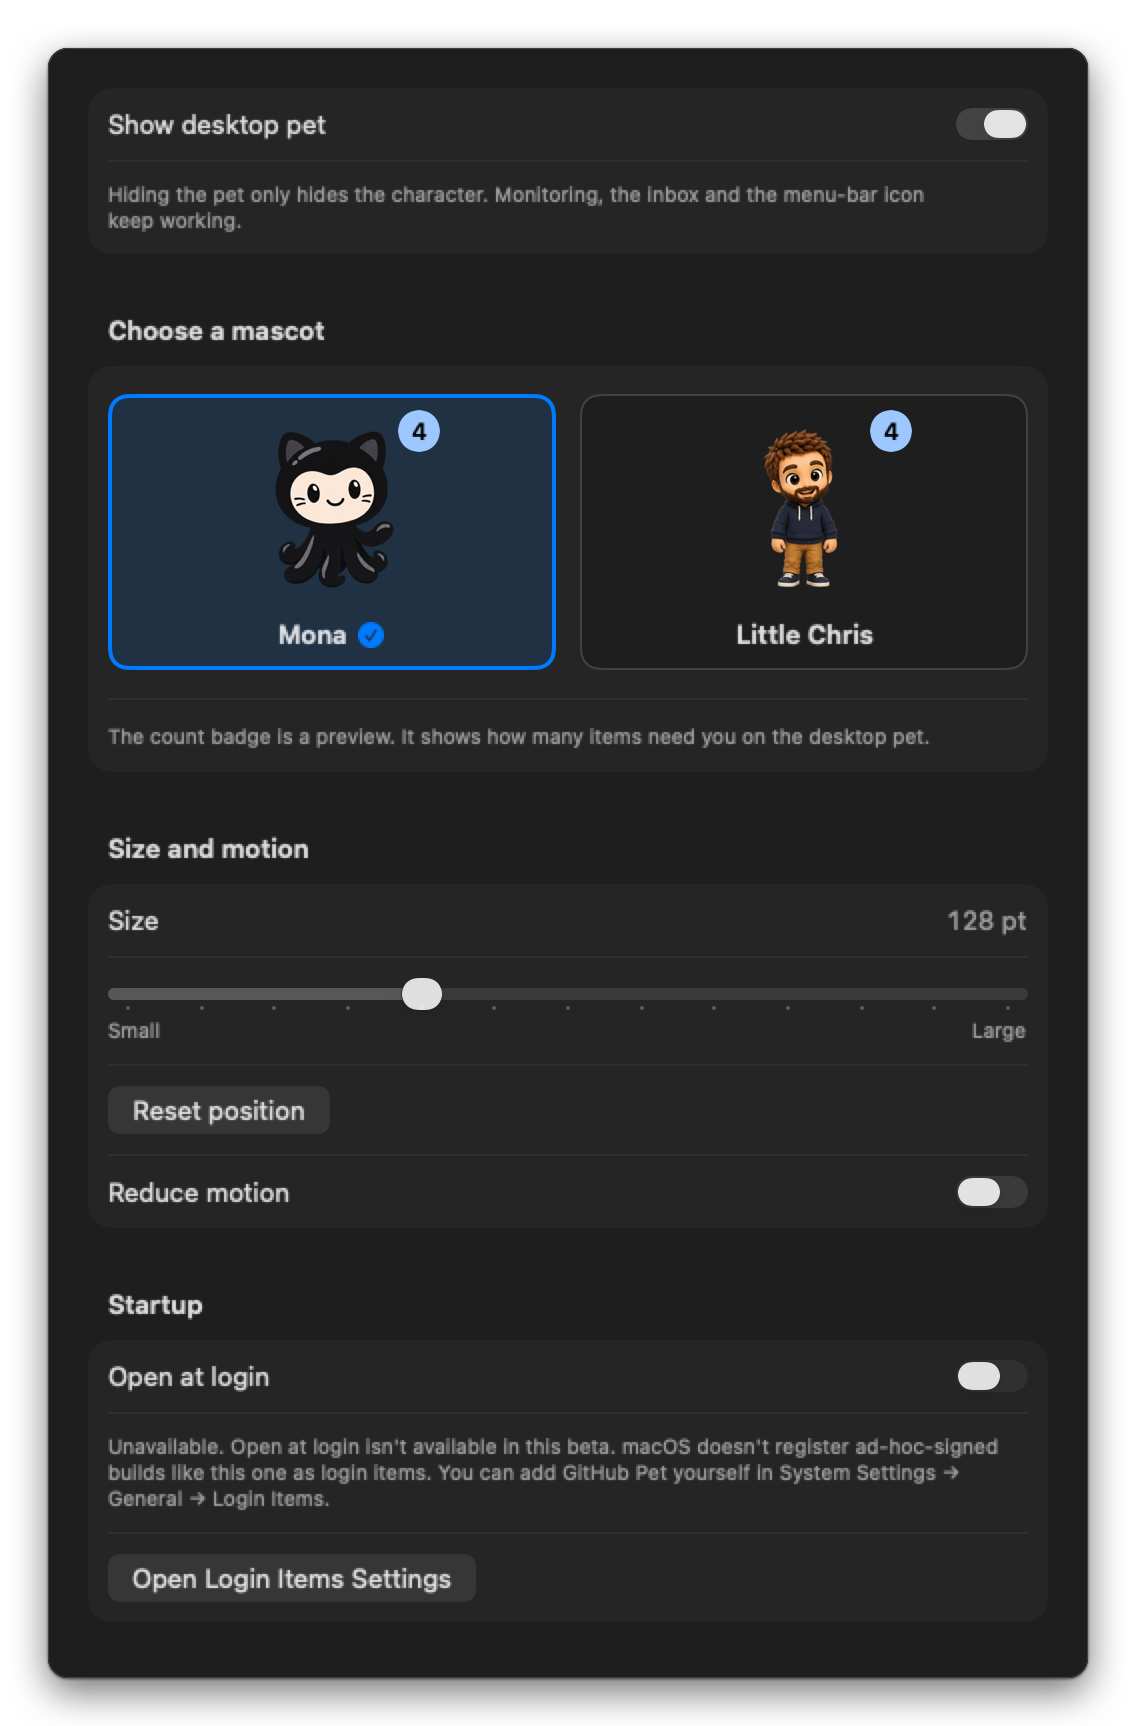 Show desktop pet
Hiding the pet only hides the character. Monitoring, the inbox and the menu-bar icon
keep working.
Choose a mascot
4
4
Mona
Little Chris
The count badge is a preview. It shows how many items need you on the desktop pet.
Size and motion
Size
128 pt
Small
Large
Reset position
Reduce motion
Startup
Open at login
Unavailable. Open at login isn't available in this beta. macOS doesn't register ad-hoc-signed
builds like this one as login items. You can add GitHub Pet yourself in System Settings →
General → Login Items.
Open Login Items Settings